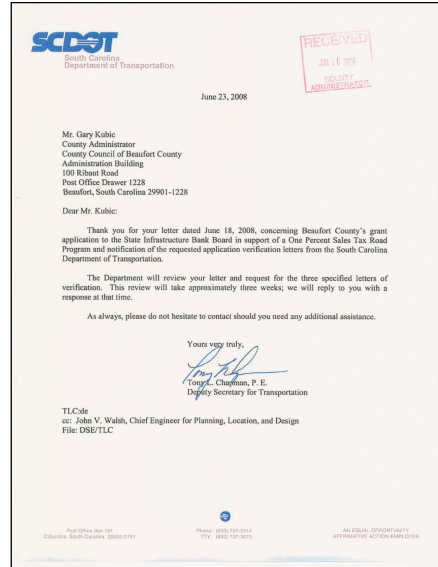 SCDOT
South Carolina
Department of Transportation
RECEIVED
COUNTY
ADMINISTRATOR
June 23, 2008
Mr. Gary Kubic
County Administrator
County Council of Beaufort County
Administration Building
100 Ribaut Road
Post Office Drawer 1228
Beaufort, South Carolina 29901-1228
Dear Mr. Kubic:
Thank you for your letter dated June 18, 2008, concerning Beaufort County's grant
application to the State Infrastructure Bank Board in support of a One Percent Sales Tax Road
Program and notification of the requested application verification letters from the South Carolina
Department of Transportation.
The Department will review your letter and request for the three specified letters of
verification. This review will take approximately three weeks; we will reply to you with a
response at that time.
As always, please do not hesitate to contact should you need any additional assistance.
Yours very truly,
Tony L. Chapman, P. E.
Deputy Secretary for Transportation
TLC:de
cc: John V. Walsh, Chief Engineer for Planning, Location, and Design
File: DSE/TLC
Post Office Box 191
Columbia, South Carolina 29202-0191
Phone: (803) 737-2314
TTY: (803) 737-3870
AN EQUAL OPPORTUNITY
AFFIRMATIVE ACTION EMPLOYER